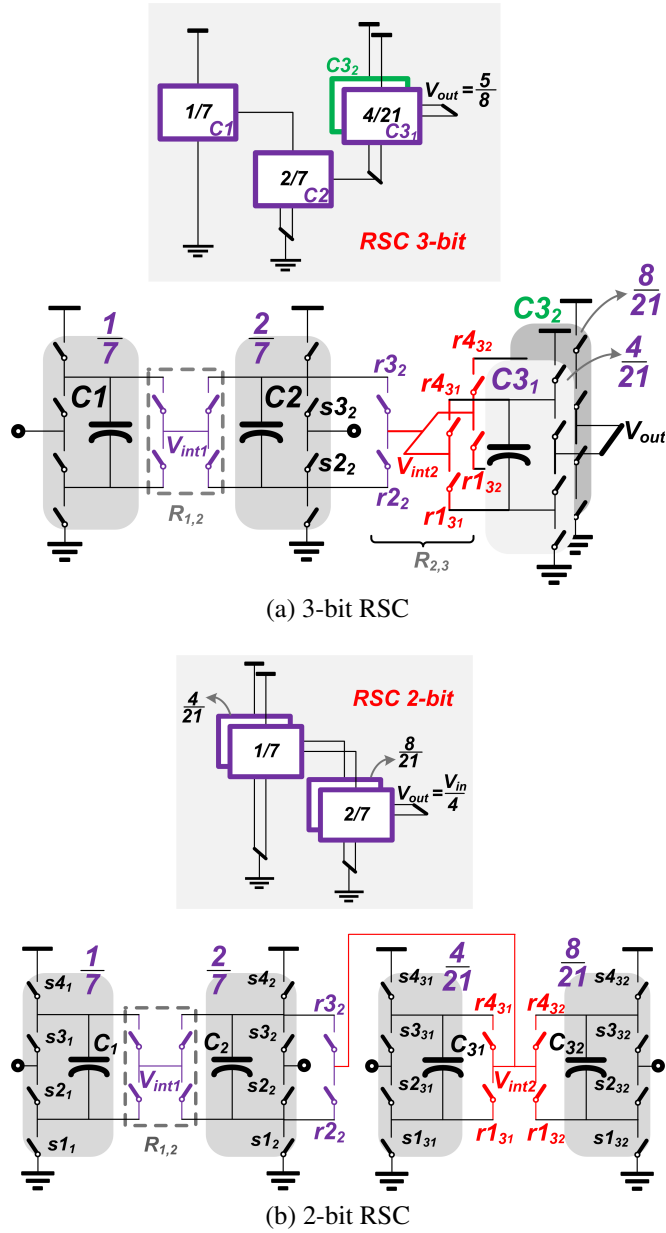 C3₂
V_out = 5/8
1/7
C1
4/21
C3₁
2/7
C2
RSC 3-bit
8/21
1/7
2/7
C3₂
4/21
r4₃₂
r3₂
r4₃₁
C3₁
C1
C2
s3₂
V_int1
V_int2
V_out
s2₂
r1₃₂
r2₂
r1₃₁
R₁,₂
R₂,₃
(a) 3-bit RSC
RSC 2-bit
4/21
1/7
8/21
V_out = V_in/4
2/7
1/7
2/7
4/21
8/21
s4₁
s4₂
s4₃₁
s4₃₂
r3₂
r4₃₁
r4₃₂
s3₁
C₁
C₂
s3₂
s3₃₁
C₃₁
C₃₂
s3₃₂
V_int1
V_int2
s2₁
s2₂
s2₃₁
s2₃₂
r2₂
r1₃₁
r1₃₂
s1₁
R₁,₂
s1₂
s1₃₁
s1₃₂
(b) 2-bit RSC